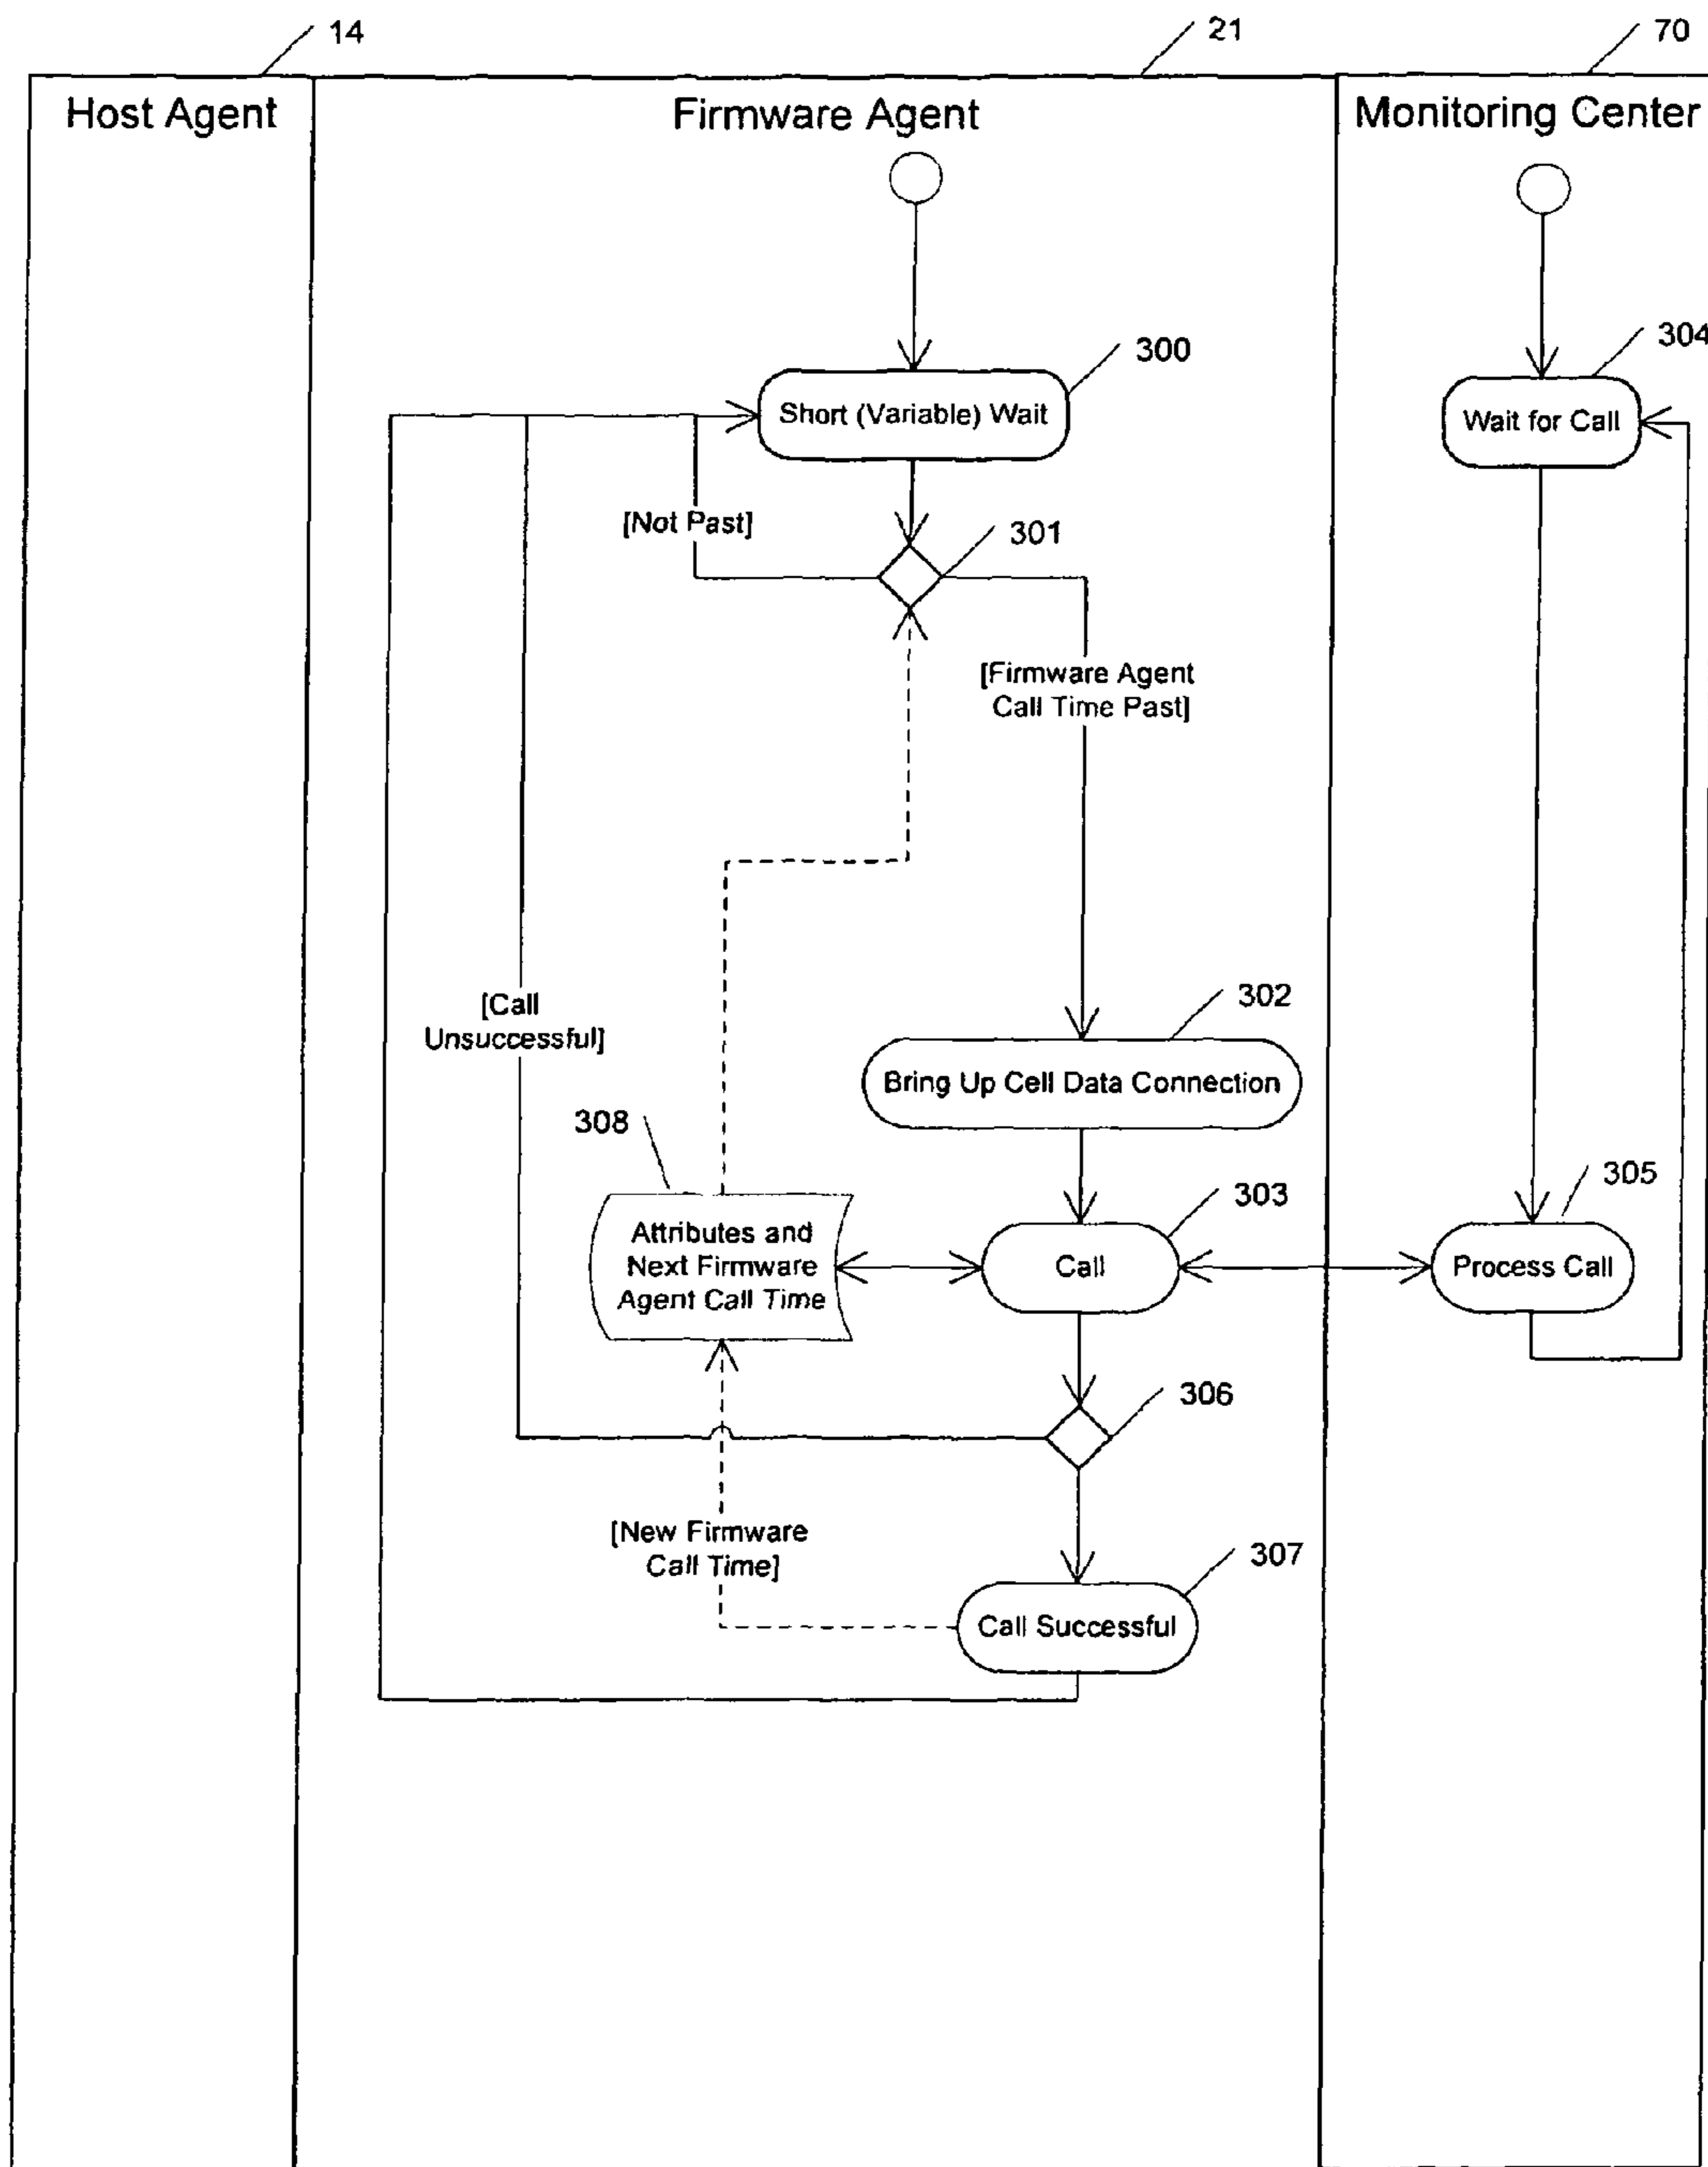 14
21
70
Host Agent
Firmware Agent
Monitoring Center
300
304
Short (Variable) Wait
Wait for Call
[Not Past]
301
[Firmware Agent
Call Time Past]
302
[Call
Unsuccessful]
Bring Up Cell Data Connection
308
303
305
Attributes and
Next Firmware
Agent Call Time
Call
Process Call
306
[New Firmware
Call Time]
307
Call Successful